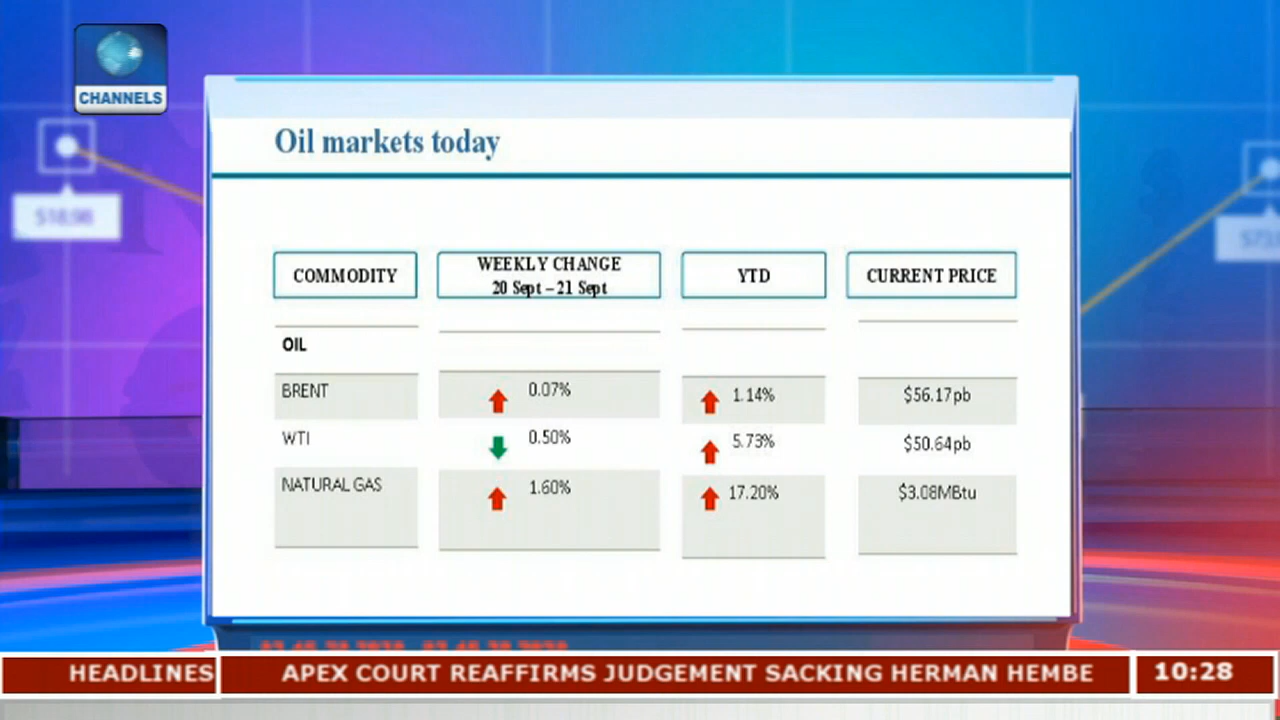 CHANNELS
Oil markets today
COMMODITY
WEEKLY CHANGE
20 Sept – 21 Sept
YTD
CURRENT PRICE
OIL
BRENT
0.07%
1.14%
$56.17pb
WTI
0.50%
5.73%
$50.64pb
NATURAL GAS
1.60%
17.20%
$3.08MBtu
HEADLINES
APEX COURT REAFFIRMS JUDGEMENT SACKING HERMAN HEMBE
10:28